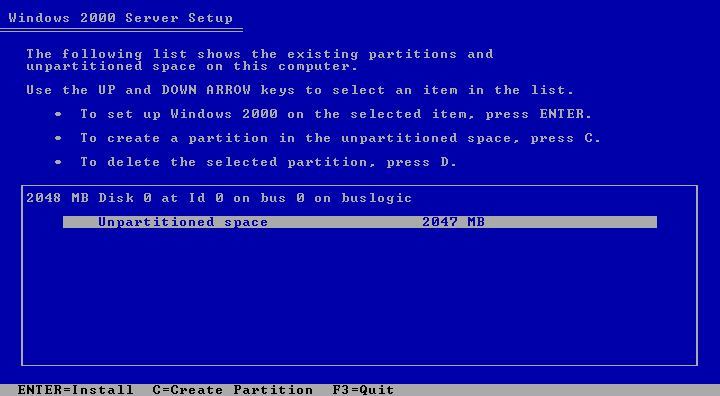 Windows 2000 Server Setup
The following list shows the existing partitions and
unpartitioned space on this computer.
Use the UP and DOWN ARROW keys to select an item in the list.
• To set up Windows 2000 on the selected item, press ENTER.
• To create a partition in the unpartitioned space, press C.
• To delete the selected partition, press D.
2048 MB Disk 0 at Id 0 on bus 0 on buslogic
Unpartitioned space 2047 MB
ENTER=Install C=Create Partition F3=Quit